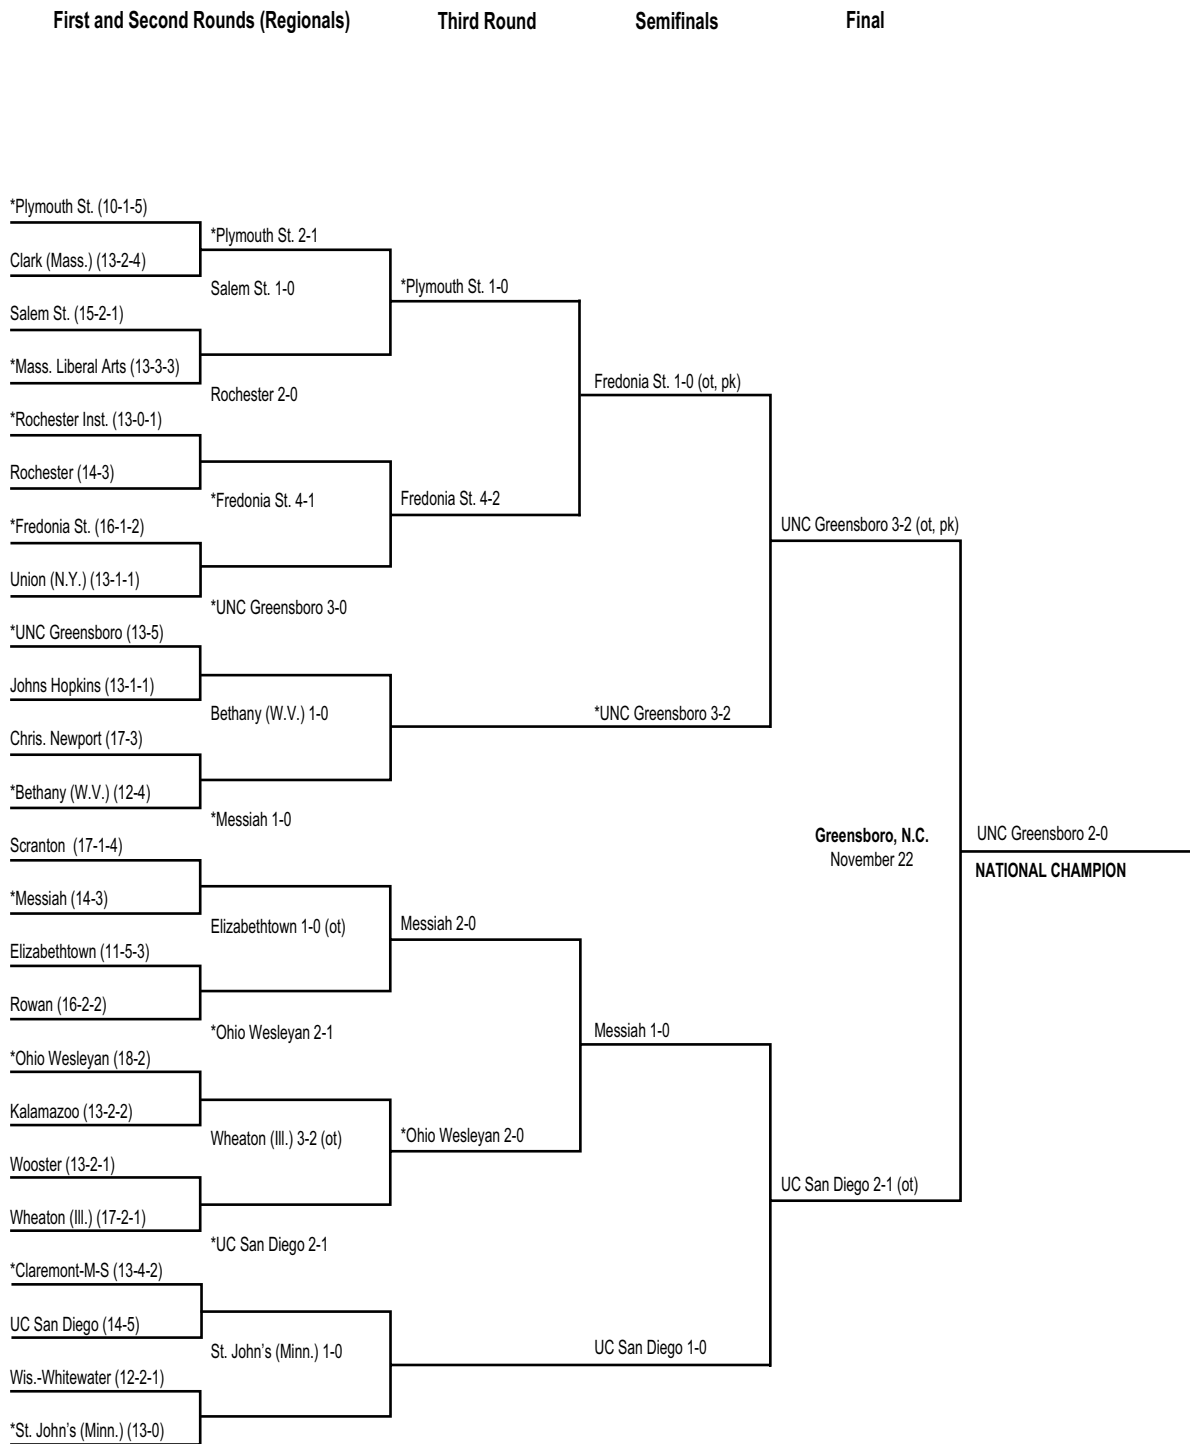 First and Second Rounds (Regionals)
Third Round
Semifinals
Final
*Plymouth St. (10-1-5)
Clark (Mass.) (13-2-4)
Salem St. (15-2-1)
*Mass. Liberal Arts (13-3-3)
*Rochester Inst. (13-0-1)
Rochester (14-3)
*Fredonia St. (16-1-2)
Union (N.Y.) (13-1-1)
*UNC Greensboro (13-5)
Johns Hopkins (13-1-1)
Chris. Newport (17-3)
*Bethany (W.V.) (12-4)
Scranton  (17-1-4)
*Messiah (14-3)
Elizabethtown (11-5-3)
Rowan (16-2-2)
*Ohio Wesleyan (18-2)
Kalamazoo (13-2-2)
Wooster (13-2-1)
Wheaton (Ill.) (17-2-1)
*Claremont-M-S (13-4-2)
UC San Diego (14-5)
Wis.-Whitewater (12-2-1)
*St. John's (Minn.) (13-0)
*Plymouth St. 2-1
Salem St. 1-0
Rochester 2-0
*Fredonia St. 4-1
*UNC Greensboro 3-0
Bethany (W.V.) 1-0
*Messiah 1-0
Elizabethtown 1-0 (ot)
*Ohio Wesleyan 2-1
Wheaton (Ill.) 3-2 (ot)
*UC San Diego 2-1
St. John's (Minn.) 1-0
*Plymouth St. 1-0
Fredonia St. 4-2
Messiah 2-0
*Ohio Wesleyan 2-0
Fredonia St. 1-0 (ot, pk)
*UNC Greensboro 3-2
Messiah 1-0
UC San Diego 1-0
UNC Greensboro 3-2 (ot, pk)
UC San Diego 2-1 (ot)
Greensboro, N.C.
November 22
UNC Greensboro 2-0
NATIONAL CHAMPION